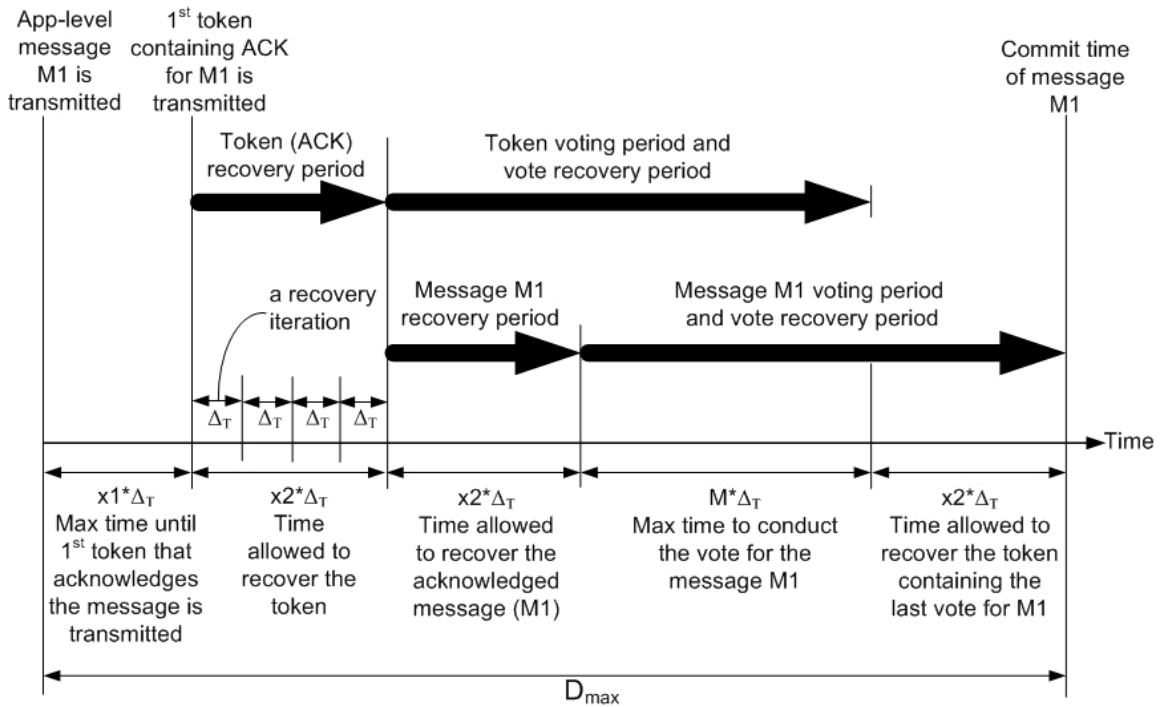 App-level
message
M1 is
transmitted
1st token
containing ACK
for M1 is
transmitted
Commit time
of message
M1
Token (ACK)
recovery period
Token voting period and
vote recovery period
a recovery
iteration
Message M1
recovery period
Message M1 voting period
and vote recovery period
ΔT ΔT ΔT ΔT
Time
x1*ΔT
Max time until
1st token that
acknowledges
the message is
transmitted
x2*ΔT
Time
allowed to
recover the
token
x2*ΔT
Time allowed
to recover the
acknowledged
message (M1)
M*ΔT
Max time to conduct
the vote for the
message M1
x2*ΔT
Time allowed to
recover the token
containing the
last vote for M1
Dmax